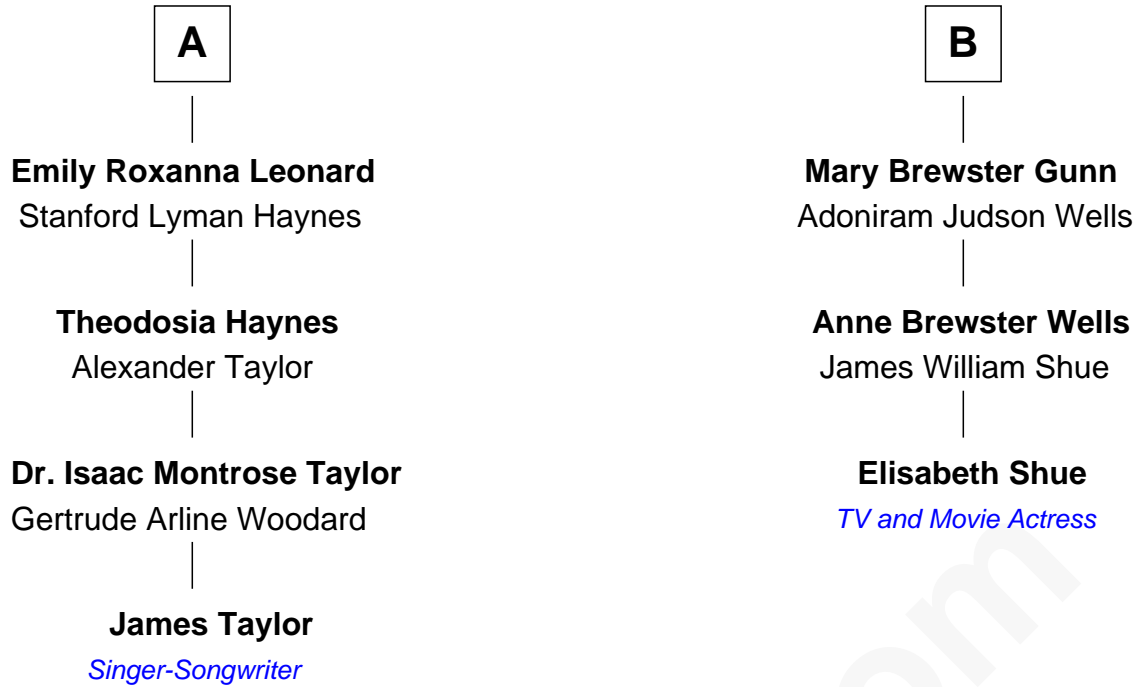 A
Emily Roxanna Leonard
Stanford Lyman Haynes
Theodosia Haynes
Alexander Taylor
Dr. Isaac Montrose Taylor
Gertrude Arline Woodard
James Taylor
Singer-Songwriter
B
Mary Brewster Gunn
Adoniram Judson Wells
Anne Brewster Wells
James William Shue
Elisabeth Shue
TV and Movie Actress
om